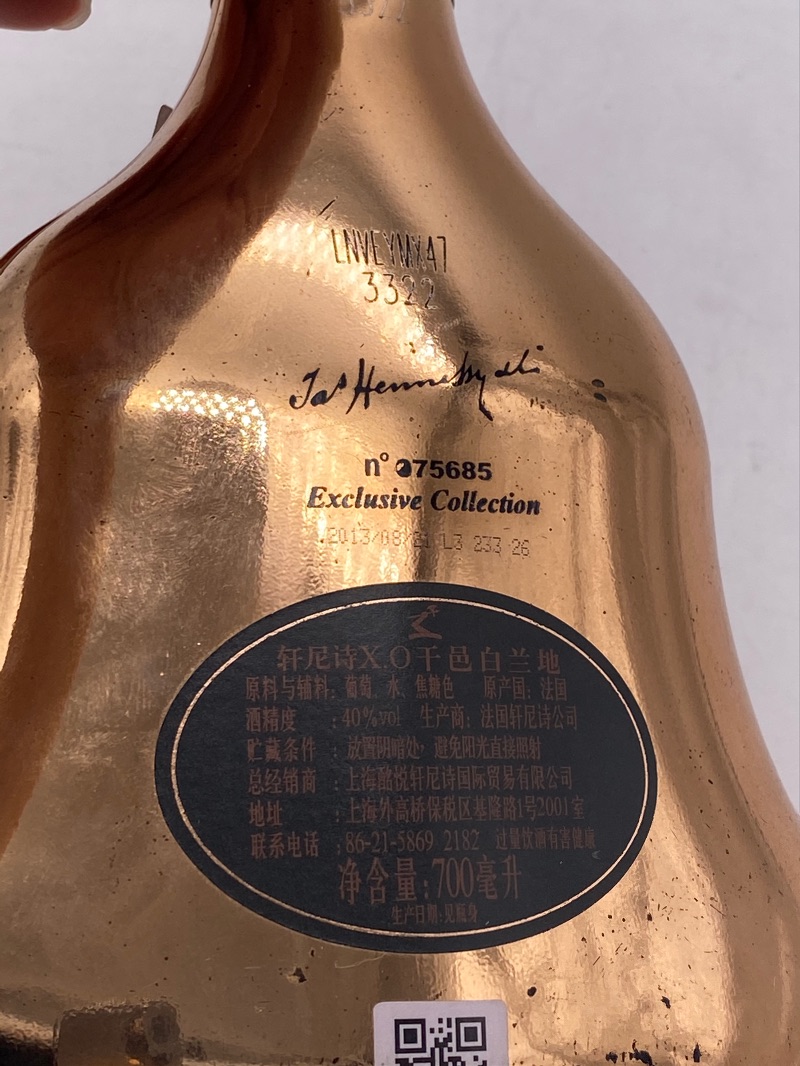 LNVEYMXA7
3322
Jas Hennessy & Co
nº 075685
Exclusive Collection
2013/08/21 L3 233 26
轩尼诗X.O干邑白兰地
原料与辅料：葡萄、水、焦糖色 原产国：法国
酒精度 ：40%vol 生产商：法国轩尼诗公司
贮藏条件 ：放置阴暗处，避免阳光直接照射
总经销商 ：上海酩悦轩尼诗国际贸易有限公司
地址 ：上海外高桥保税区基隆路1号2001室
联系电话 ：86-21-5869 2182 过量饮酒有害健康
净含量：700毫升
生产日期：见瓶身